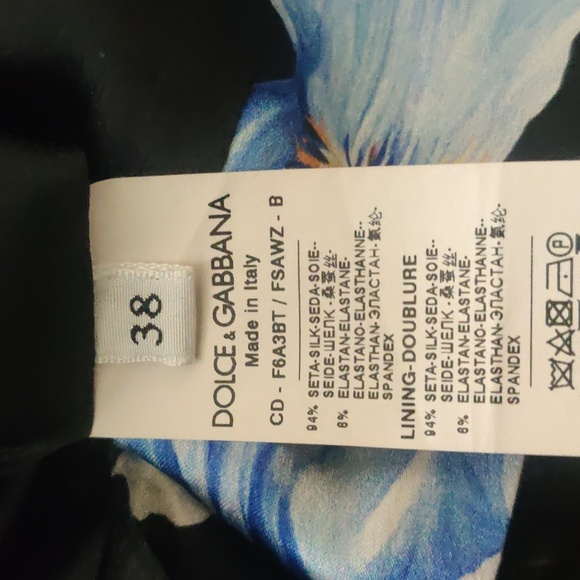 38
DOLCE & GABBANA
Made in Italy
CD - F6A3BT / FSAWZ - B
94% SETA-SILK-SEDA-SOIE--
SEIDE-ШЕЛК-桑蚕丝-
6% ELASTAN-ELASTANE-
ELASTANO-ELASTHANNE--
ELASTHAN-ЭЛАСТАН-氨纶-
SPANDEX
LINING-DOUBLURE
94% SETA-SILK-SEDA-SOIE--
SEIDE-ШЕЛК-桑蚕丝-
6% ELASTAN-ELASTANE-
ELASTANO-ELASTHANNE--
ELASTHAN-ЭЛАСТАН-氨纶-
SPANDEX